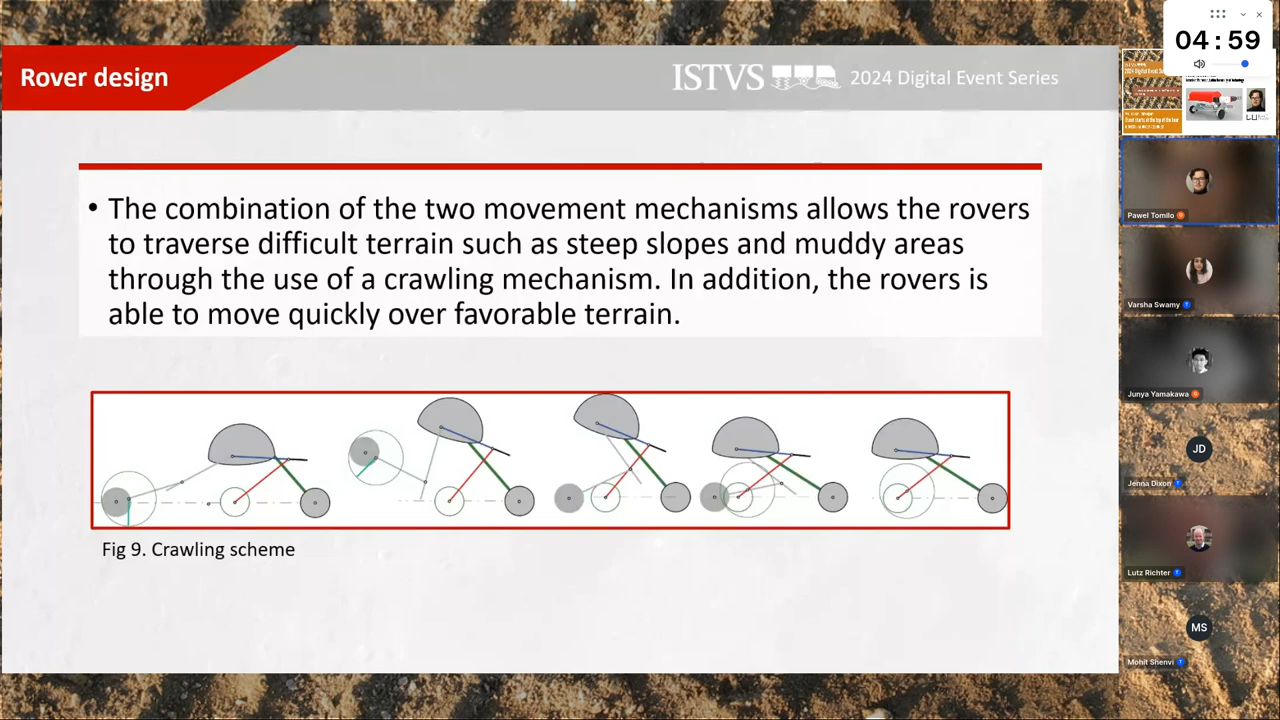 04:59
Rover design
ISTVS
2024 Digital Event Series
• The combination of the two movement mechanisms allows the rovers
to traverse difficult terrain such as steep slopes and muddy areas
through the use of a crawling mechanism. In addition, the rovers is
able to move quickly over favorable terrain.
Fig 9. Crawling scheme
Pawel Tomilo
Varsha Swamy
Junya Yamakawa
JD
Jenna Dixon
Lutz Richter
MS
Mohit Shenvi